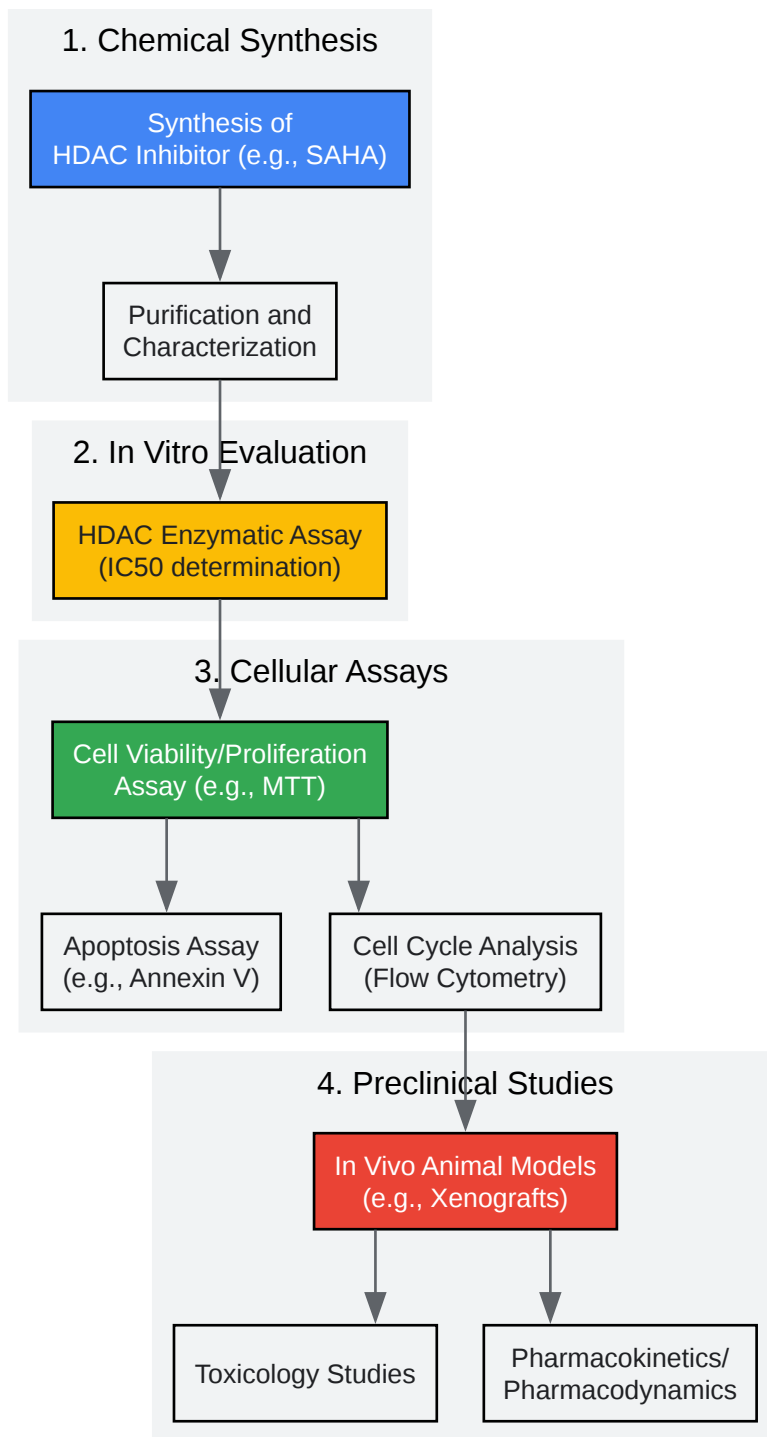 1. Chemical Synthesis
Synthesis of
HDAC Inhibitor (e.g., SAHA)
Purification and
Characterization
2. In Vitro Evaluation
HDAC Enzymatic Assay
(IC50 determination)
3. Cellular Assays
Cell Viability/Proliferation
Assay (e.g., MTT)
Apoptosis Assay
(e.g., Annexin V)
Cell Cycle Analysis
(Flow Cytometry)
4. Preclinical Studies
In Vivo Animal Models
(e.g., Xenografts)
Toxicology Studies
Pharmacokinetics/
Pharmacodynamics